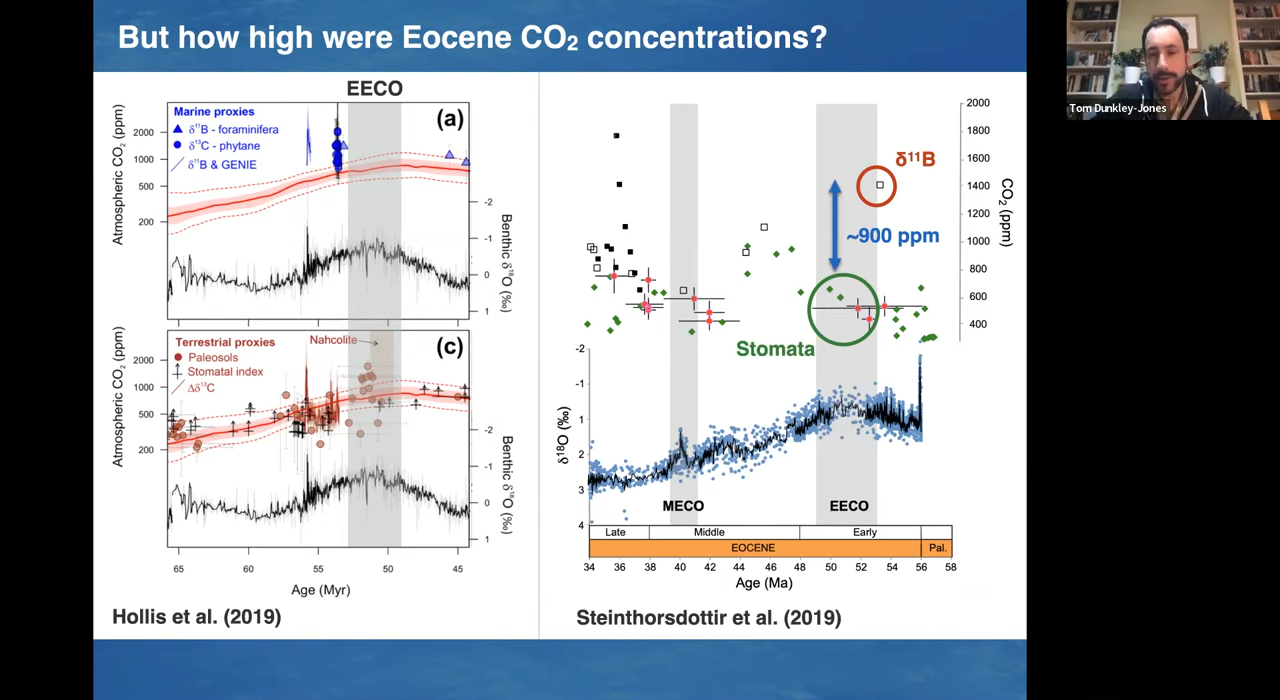 But how high were Eocene CO₂ concentrations?
Tom Dunkley-Jones
EECO
Atmospheric CO₂ (ppm)
2000
1000
500
200
Marine proxies
δ¹¹B - foraminifera
δ¹³C - phytane
δ¹¹B & GENIE
(a)
-2
-1
0
1
Benthic δ¹⁸O (‰)
Atmospheric CO₂ (ppm)
2000
1000
500
200
Terrestrial proxies
Paleosols
Stomatal index
Δδ¹³C
Nahcolite
(c)
-2
-1
0
1
Benthic δ¹⁸O (‰)
65
60
55
50
45
Age (Myr)
Hollis et al. (2019)
2000
1800
1600
1400
1200
1000
800
600
400
CO₂ (ppm)
δ¹¹B
~900 ppm
Stomata
-2
-1
1
2
3
4
δ¹⁸O (‰)
MECO
EECO
Late
Middle
Early
EOCENE
Pal.
34
36
38
40
42
44
46
48
50
52
54
56
58
Age (Ma)
Steinthorsdottir et al. (2019)